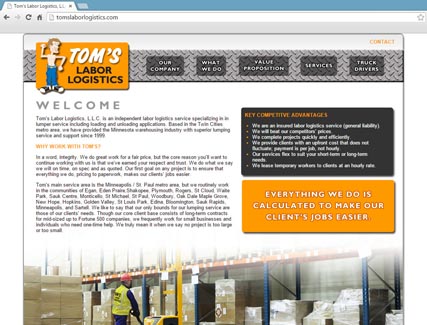 Tom's Labor Logistics, L.L.C.
tomslaborlogistics.com
CONTACT
TOM'S
LABOR
LOGISTICS
OUR
COMPANY
WHAT
WE DO
VALUE
PROPOSITION
SERVICES
TRUCK
DRIVERS
WELCOME
Tom's Labor Logistics, L.L.C. is an independent labor logistics service specializing in
lumper service including loading and unloading applications. Based in the Twin Cities
metro area, we have provided the Minnesota warehousing industry with superior lumping
service and support since 1999.
WHY WORK WITH TOM'S?
In a word, integrity. We do great work for a fair price, but the core reason you'll want to
continue working with us is that we've earned your respect and trust. We do what we say
we will on time, on spec and as quoted. Our first goal on any project is to ensure that
everything we do, pricing to paperwork, makes our clients' jobs easier.
Tom's main service area is the Minneapolis / St. Paul metro area, but we routinely work
in the communities of Egan, Eden Prairie, Shakopee, Plymouth, Rogers, St Cloud, Waite
Park, Sauk Centre, Monticello, St Michael, St Paul, Woodbury, Oak Dale, Maple Grove,
New Hope, Hopkins, Golden Valley, St Louis Park, Edina, Bloomington, Sauk Rapids,
Minneapolis, and Sartell. We like to say that our only bounds for our lumping service are
those of our clients' needs. Though our core client base consists of long-term contracts
for mid-sized up to Fortune 500 companies, we frequently work for small businesses and
individuals who need one-time help. We truly mean it when we say no project is too large
or too small.
KEY COMPETITIVE ADVANTAGES
We are an insured labor logistics service (general liability).
We will beat our competitors' prices.
We complete projects quickly and efficiently.
We provide clients with an upfront cost that does not
fluctuate; payment is per job, not hourly.
Our services flex to suit your short-term or long-term
needs.
We lease temporary workers to clients at an hourly rate.
EVERYTHING WE DO IS
CALCULATED TO MAKE OUR
CLIENT'S JOBS EASIER.